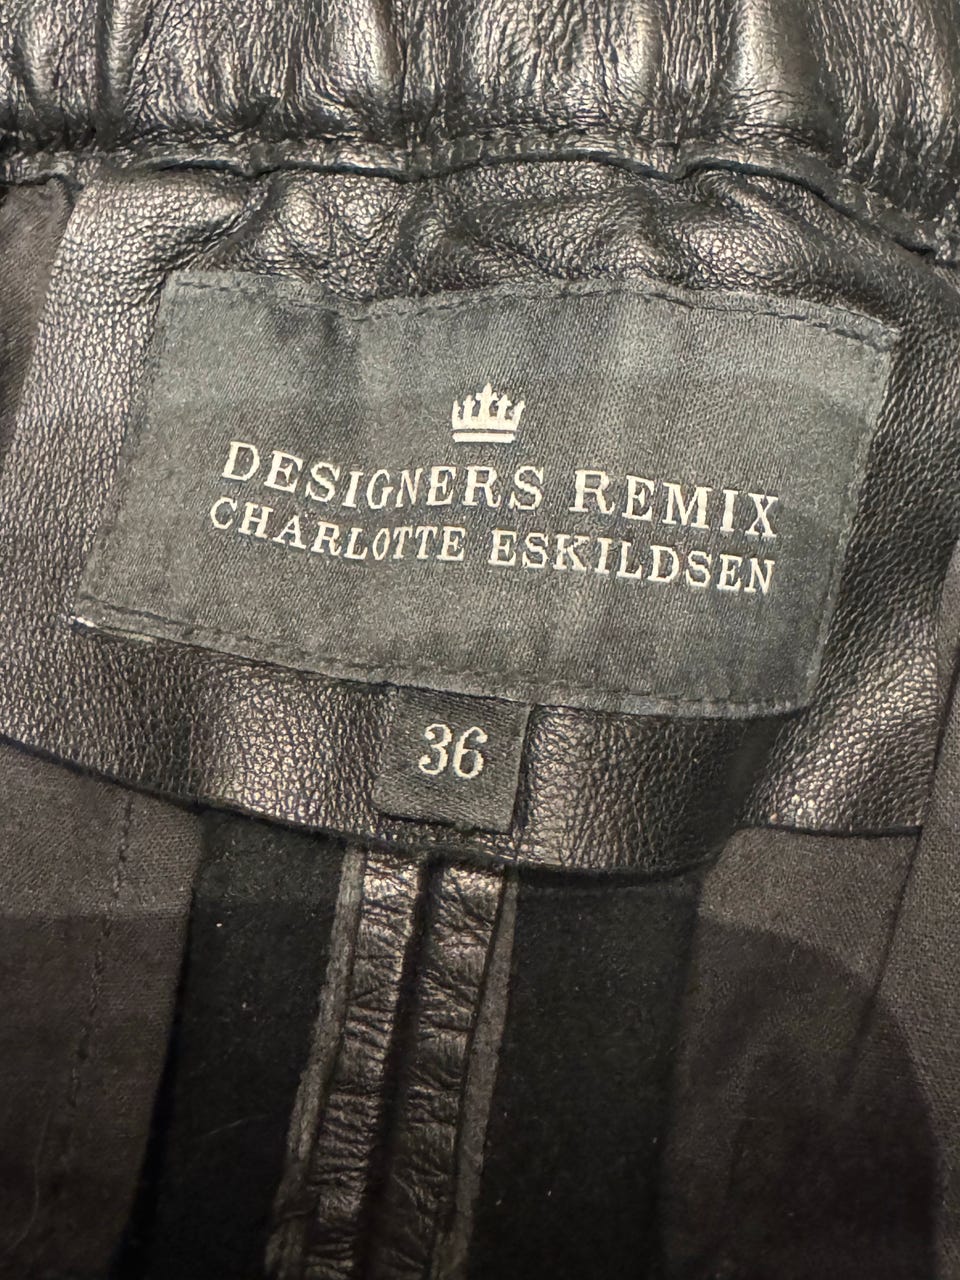 DESIGNERS REMIX
CHARLOTTE ESKILDSEN
36